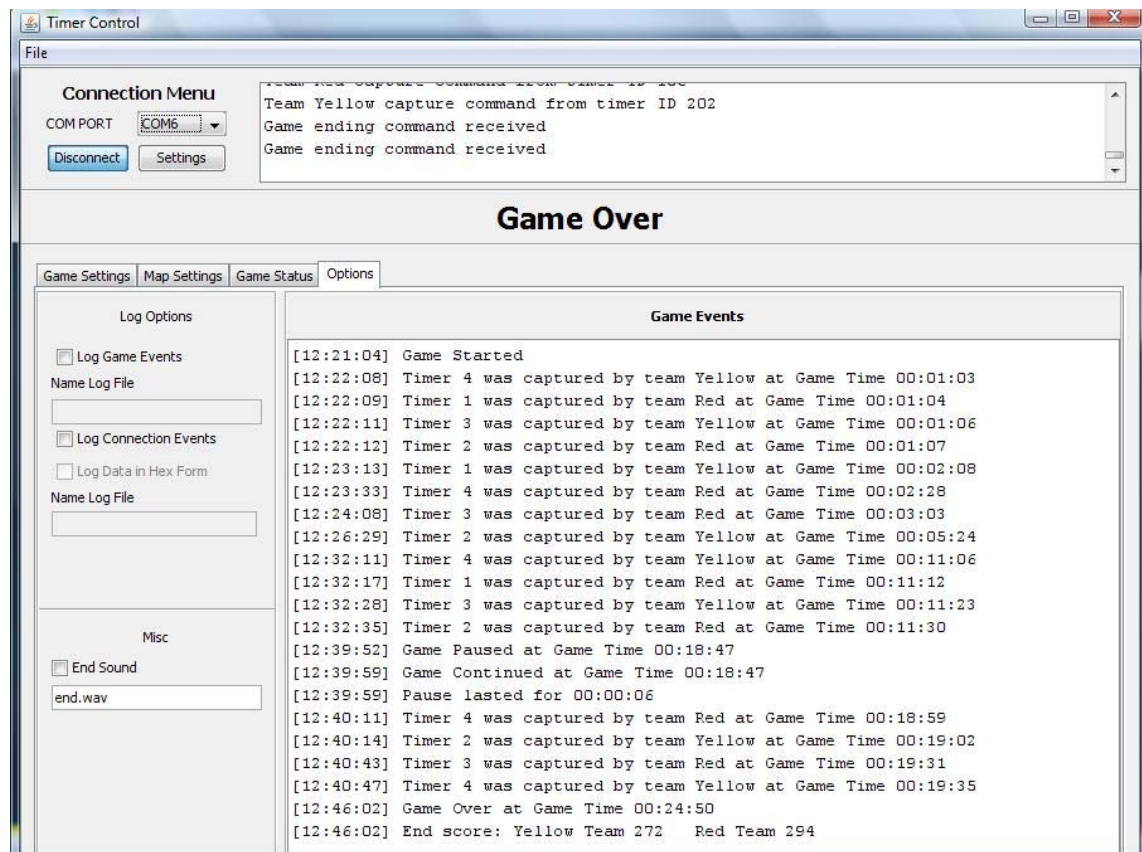 Timer Control
File
Connection Menu
COM PORT COM6
Disconnect Settings
Team Yellow capture command from timer ID 202
Game ending command received
Game ending command received
Game Over
Game Settings Map Settings Game Status Options
Log Options
Log Game Events
Name Log File
Log Connection Events
Log Data in Hex Form
Name Log File
Misc
End Sound
end.wav
Game Events
[12:21:04] Game Started
[12:22:08] Timer 4 was captured by team Yellow at Game Time 00:01:03
[12:22:09] Timer 1 was captured by team Red at Game Time 00:01:04
[12:22:11] Timer 3 was captured by team Yellow at Game Time 00:01:06
[12:22:12] Timer 2 was captured by team Red at Game Time 00:01:07
[12:23:13] Timer 1 was captured by team Yellow at Game Time 00:02:08
[12:23:33] Timer 4 was captured by team Red at Game Time 00:02:28
[12:24:08] Timer 3 was captured by team Red at Game Time 00:03:03
[12:26:29] Timer 2 was captured by team Yellow at Game Time 00:05:24
[12:32:11] Timer 4 was captured by team Yellow at Game Time 00:11:06
[12:32:17] Timer 1 was captured by team Red at Game Time 00:11:12
[12:32:28] Timer 3 was captured by team Yellow at Game Time 00:11:23
[12:32:35] Timer 2 was captured by team Red at Game Time 00:11:30
[12:39:52] Game Paused at Game Time 00:18:47
[12:39:59] Game Continued at Game Time 00:18:47
[12:39:59] Pause lasted for 00:00:06
[12:40:11] Timer 4 was captured by team Red at Game Time 00:18:59
[12:40:14] Timer 2 was captured by team Yellow at Game Time 00:19:02
[12:40:43] Timer 3 was captured by team Red at Game Time 00:19:31
[12:40:47] Timer 4 was captured by team Yellow at Game Time 00:19:35
[12:46:02] Game Over at Game Time 00:24:50
[12:46:02] End score: Yellow Team 272 Red Team 294